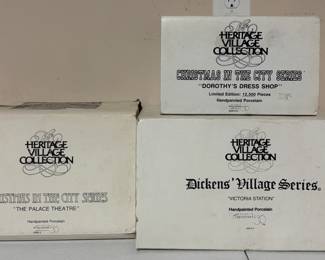 HERITAGE
VILLAGE
COLLECTION
CHRISTMAS IN THE CITY SERIES
"DOROTHY'S DRESS SHOP"
Limited Edition: 12,500 Pieces
Handpainted Porcelain
HERITAGE
VILLAGE
COLLECTION
STMAS IN THE CITY SERIES
"THE PALACE THEATRE"
Handpainted Porcelain
HERITAGE
VILLAGE
COLLECTION
Dickens' Village Series®
"VICTORIA STATION"
Handpainted Porcelain